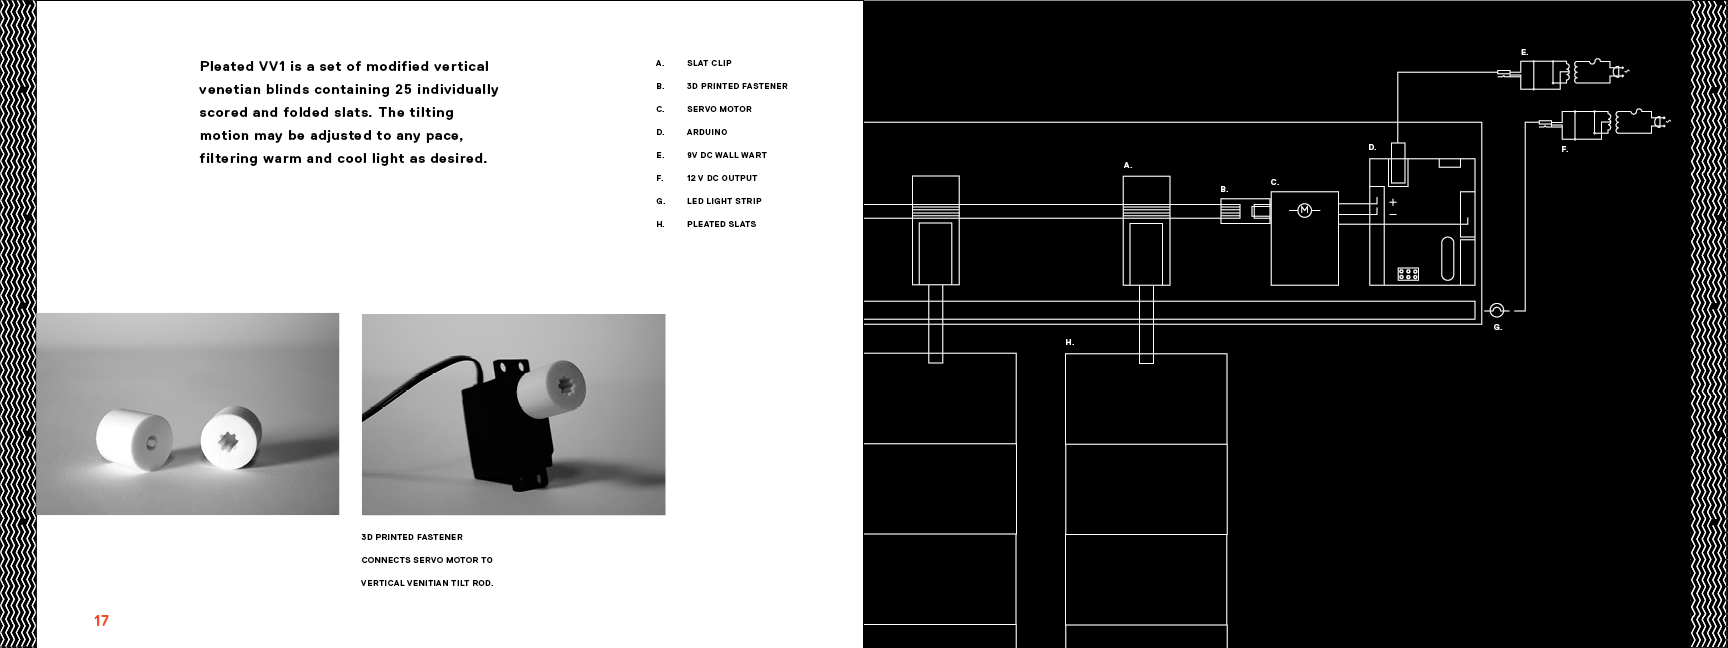 Pleated VV1 is a set of modified vertical
venetian blinds containing 25 individually
scored and folded slats. The tilting
motion may be adjusted to any pace,
filtering warm and cool light as desired.
A. SLAT CLIP
B. 3D PRINTED FASTENER
C. SERVO MOTOR
D. ARDUINO
E. 9V DC WALL WART
F. 12 V DC OUTPUT
G. LED LIGHT STRIP
H. PLEATED SLATS
3D PRINTED FASTENER
CONNECTS SERVO MOTOR TO
VERTICAL VENITIAN TILT ROD.
17
E.
F.
D.
A.
C.
B.
M
+
–
G.
H.